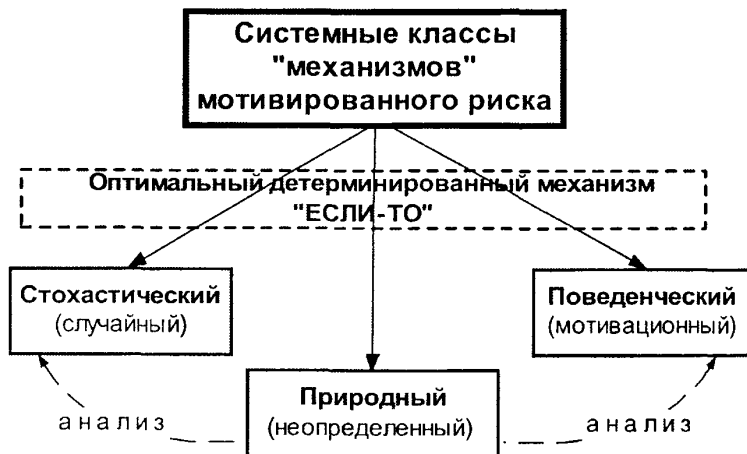 Системные классы
"механизмов"
мотивированного риска
Оптимальный детерминированный механизм
"ЕСЛИ-ТО"
Стохастический
(случайный)
Поведенческий
(мотивационный)
Природный
(неопределенный)
анализ
анализ